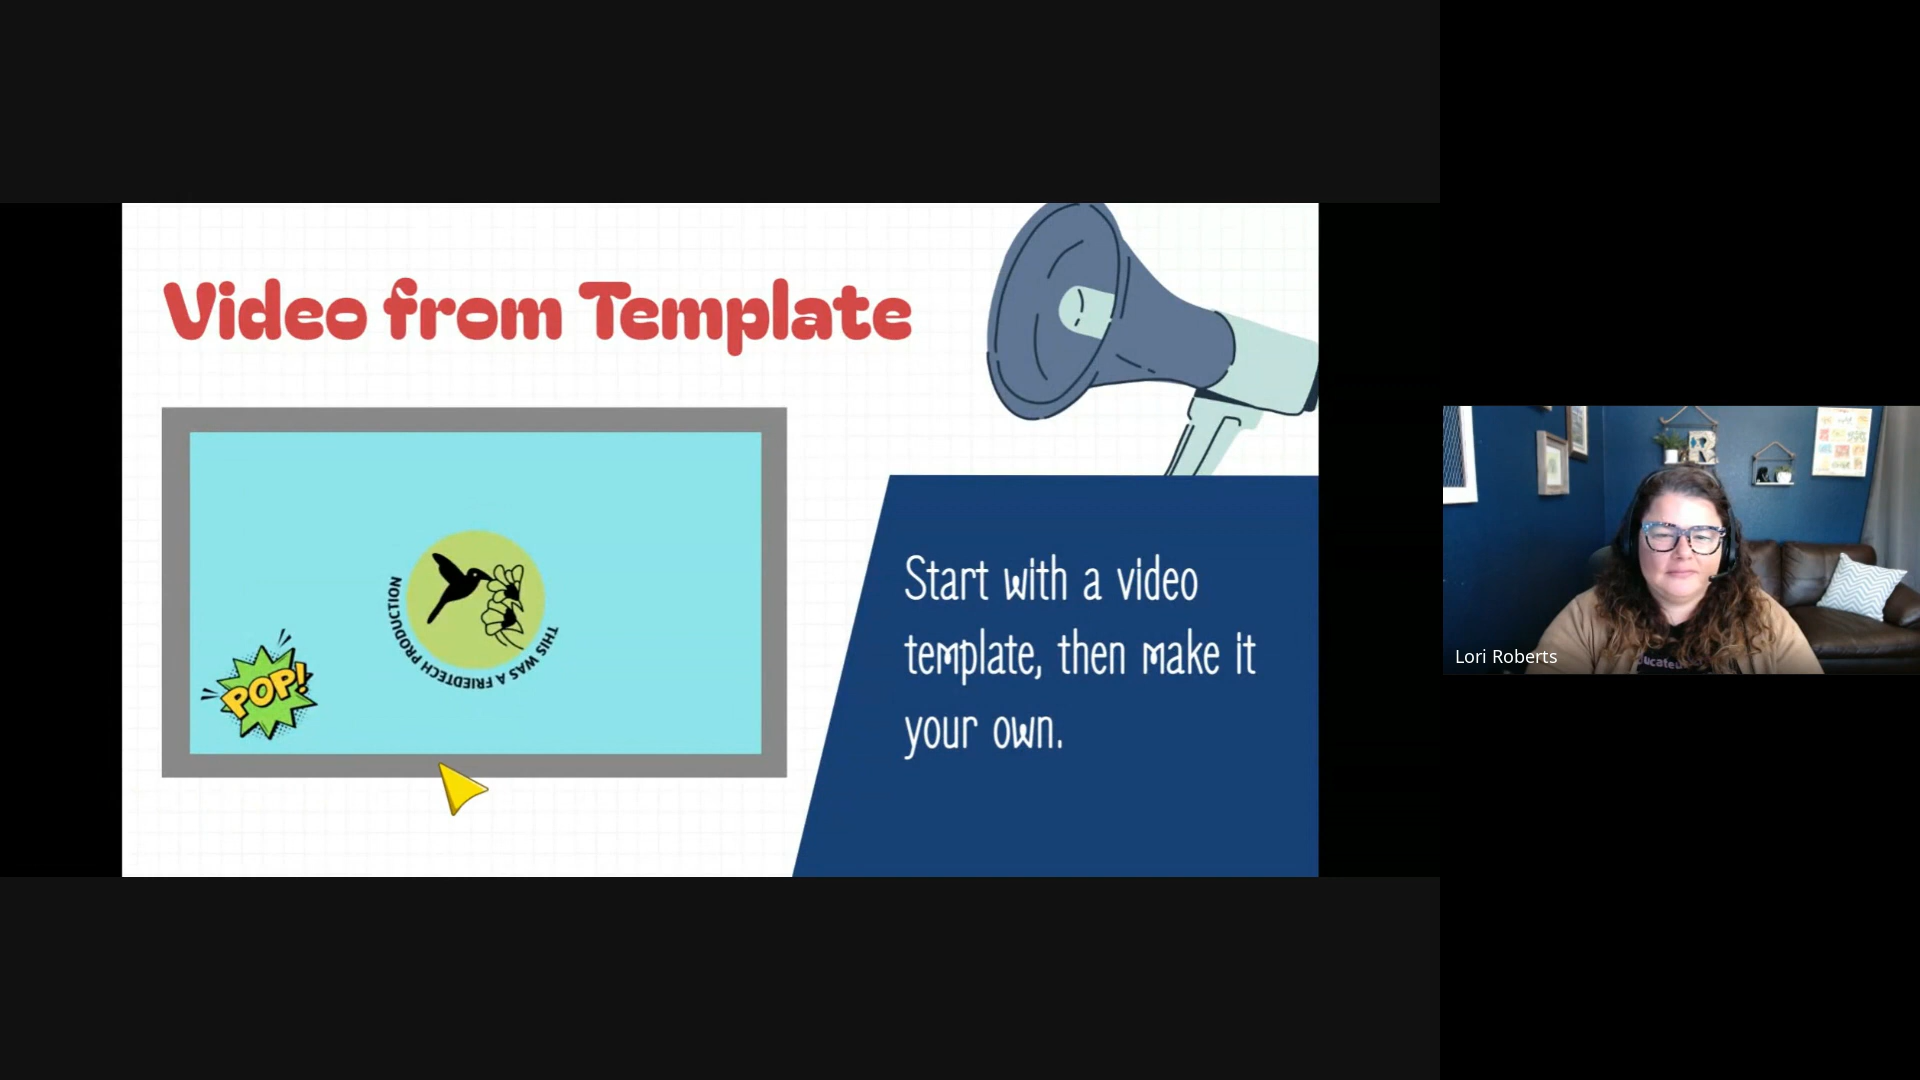 Video from Template
THIS WAS A FRIEDTECH PRODUCTION
POP!
Start with a video
template, then make it
your own.
Lori Roberts